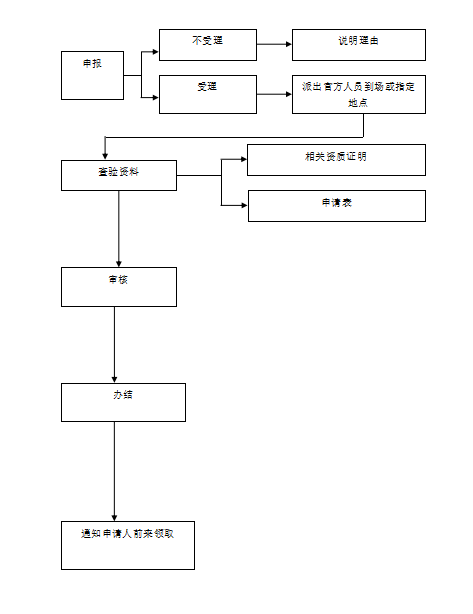 不受理
说明理由
申报
受理
派出官方人员到场或指定
地点
相关资质证明
查验资料
申请表
审核
办结
通知申请人前来领取